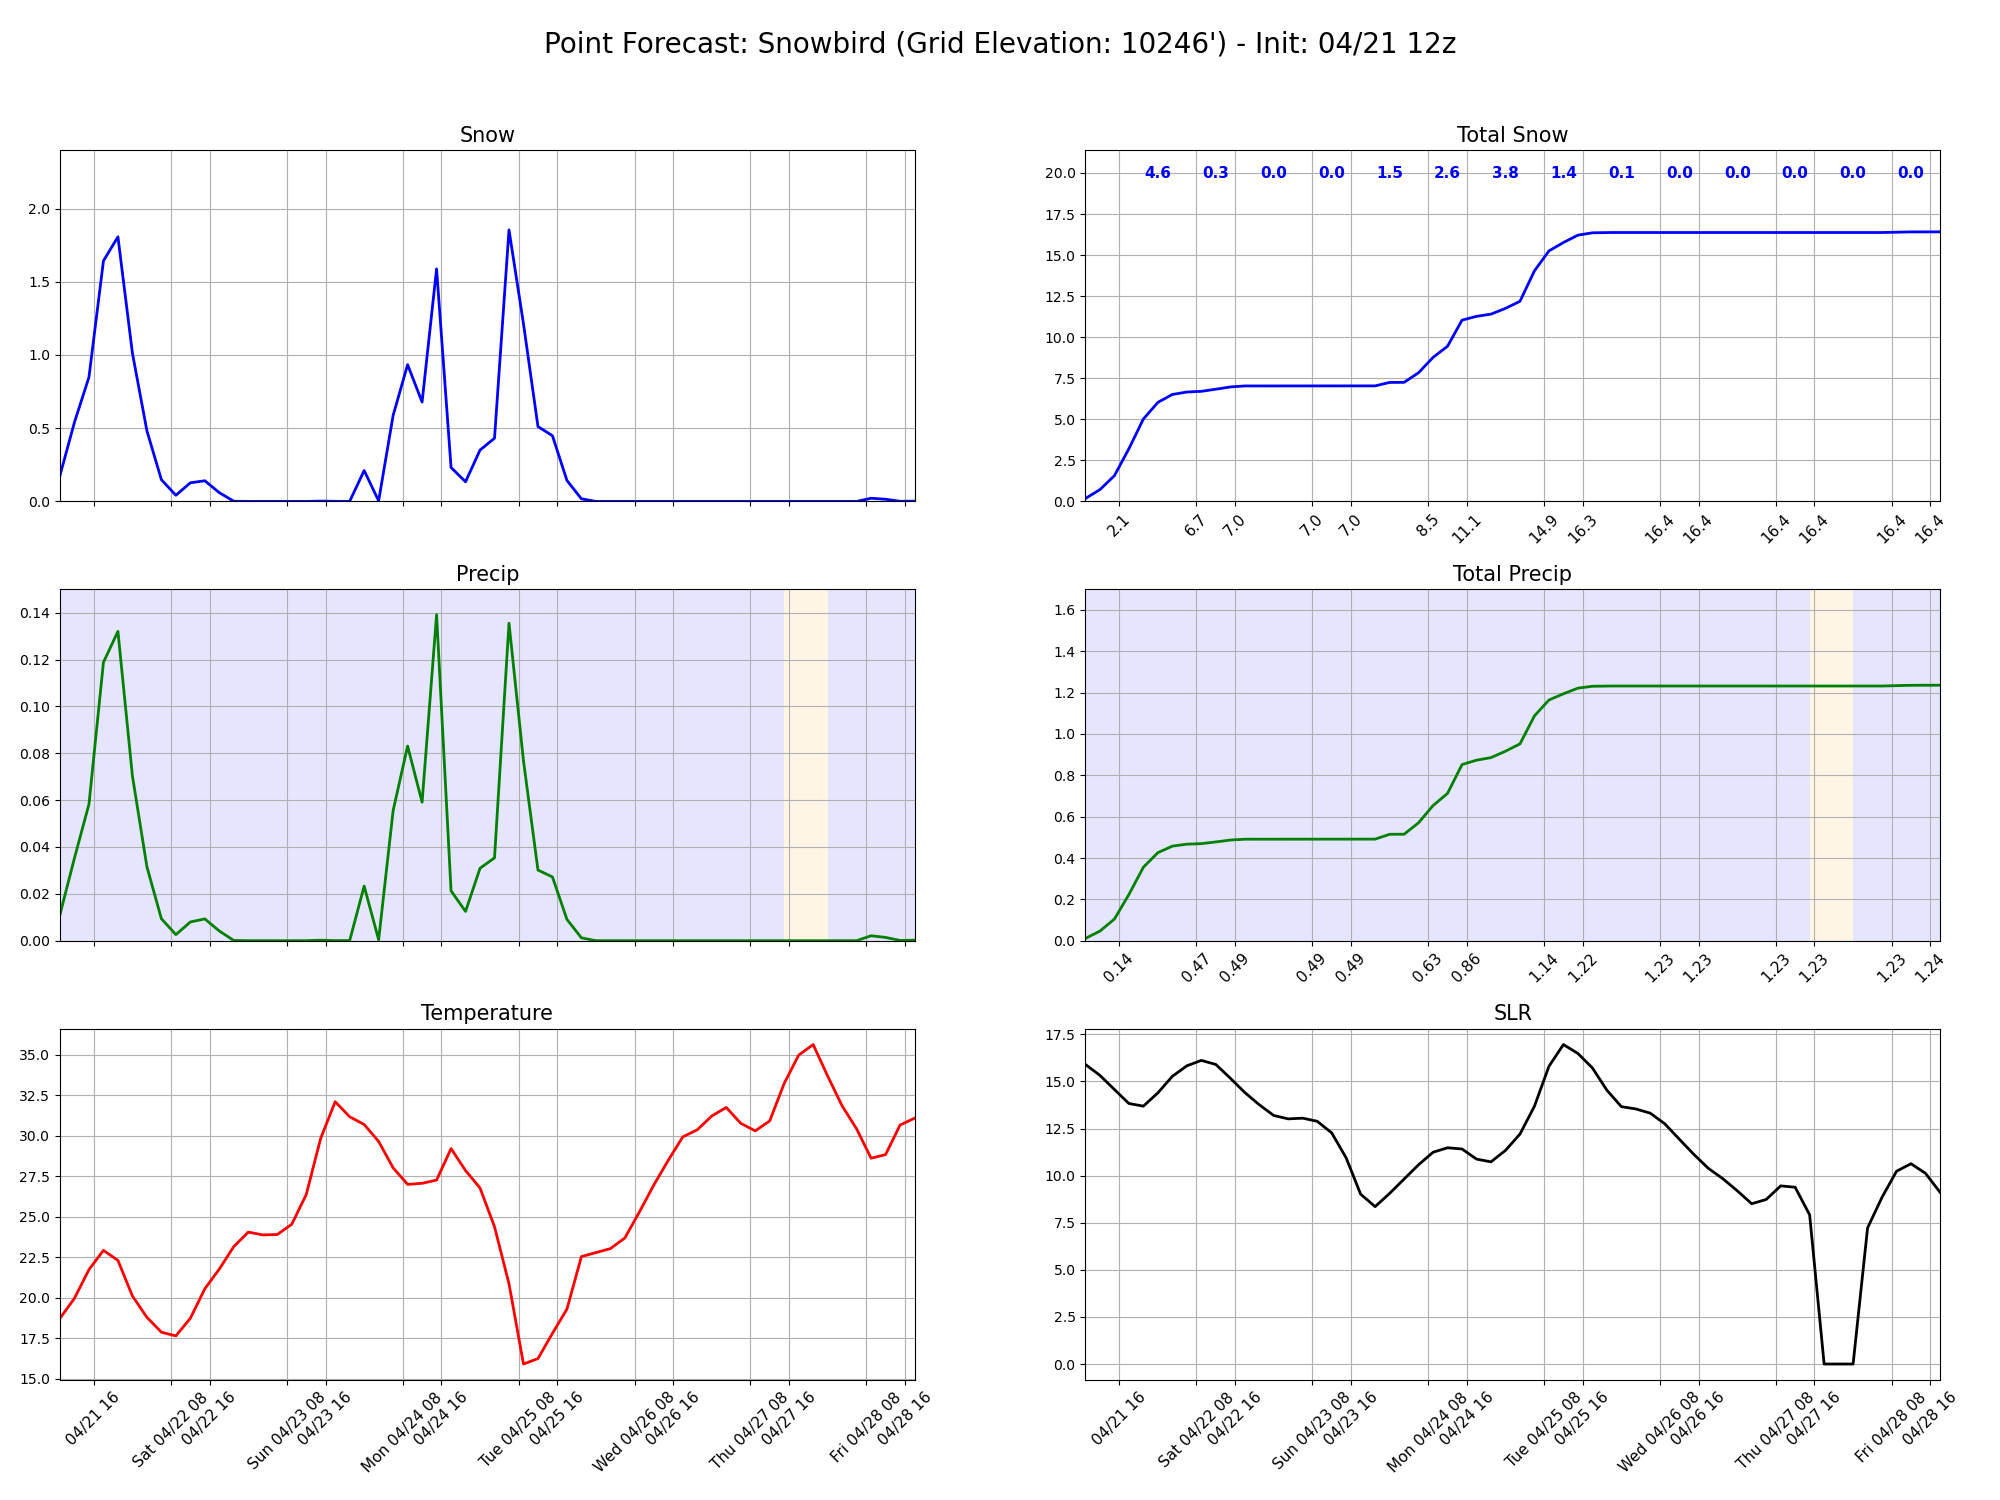 Point Forecast: Snowbird (Grid Elevation: 10246') - Init: 04/21 12z
Snow
2.0
1.5
1.0
0.5
0.0
Total Snow
4.6 0.3 0.0 0.0 1.5 2.6 3.8 1.4 0.1 0.0 0.0 0.0 0.0 0.0
20.0
17.5
15.0
12.5
10.0
7.5
5.0
2.5
0.0
2.1 6.7 7.0 7.0 7.0 8.5 11.1 14.9 16.3 16.4 16.4 16.4 16.4 16.4 16.4
Precip
0.14
0.12
0.10
0.08
0.06
0.04
0.02
0.00
Total Precip
1.6
1.4
1.2
1.0
0.8
0.6
0.4
0.2
0.0
0.14 0.47 0.49 0.49 0.49 0.63 0.86 1.14 1.22 1.23 1.23 1.23 1.23 1.23 1.24
Temperature
35.0
32.5
30.0
27.5
25.0
22.5
20.0
17.5
15.0
04/21 16
Sat 04/22 08
04/22 16
Sun 04/23 08
04/23 16
Mon 04/24 08
04/24 16
Tue 04/25 08
04/25 16
Wed 04/26 08
04/26 16
Thu 04/27 08
04/27 16
Fri 04/28 08
04/28 16
SLR
17.5
15.0
12.5
10.0
7.5
5.0
2.5
0.0
04/21 16
Sat 04/22 08
04/22 16
Sun 04/23 08
04/23 16
Mon 04/24 08
04/24 16
Tue 04/25 08
04/25 16
Wed 04/26 08
04/26 16
Thu 04/27 08
04/27 16
Fri 04/28 08
04/28 16